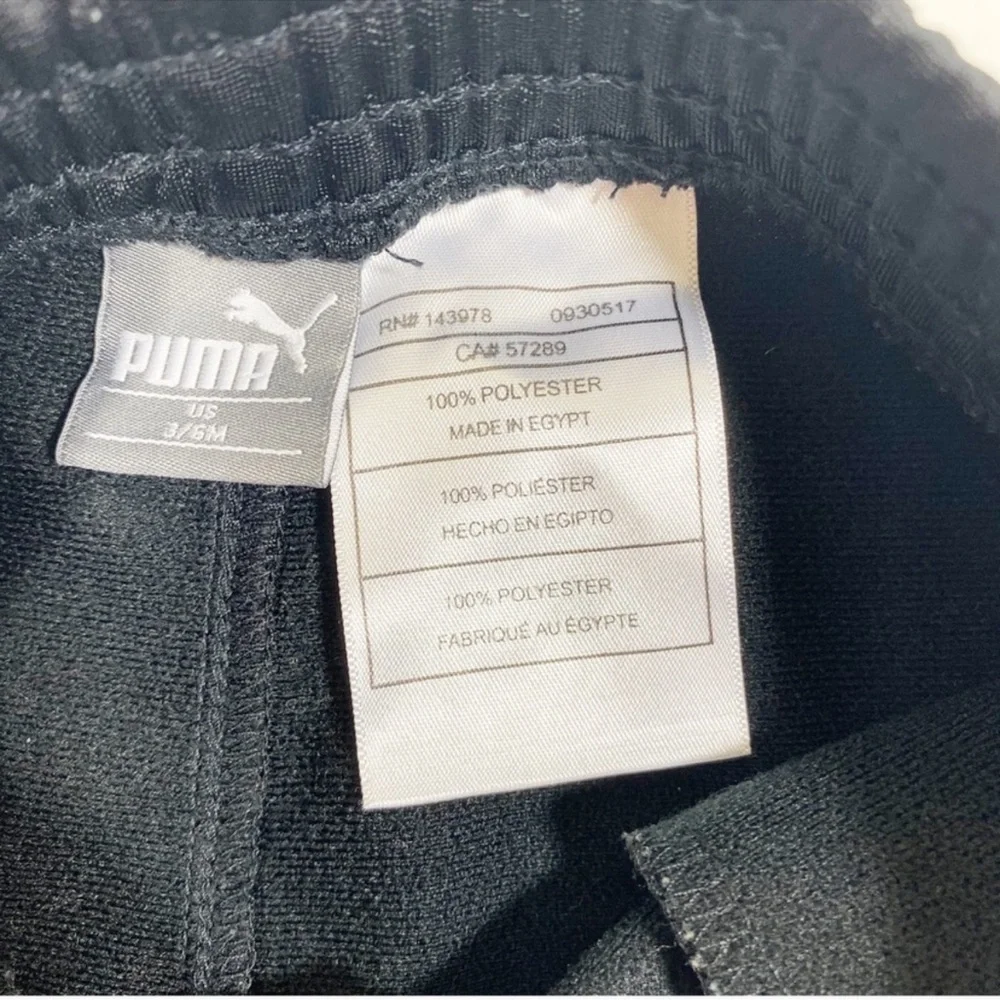 PUMA
US
3/6M
RN# 143978 0930517
CA# 57289
100% POLYESTER
MADE IN EGYPT
100% POLIÉSTER
HECHO EN EGIPTO
100% POLYESTER
FABRIQUÉ AU ÉGYPTE